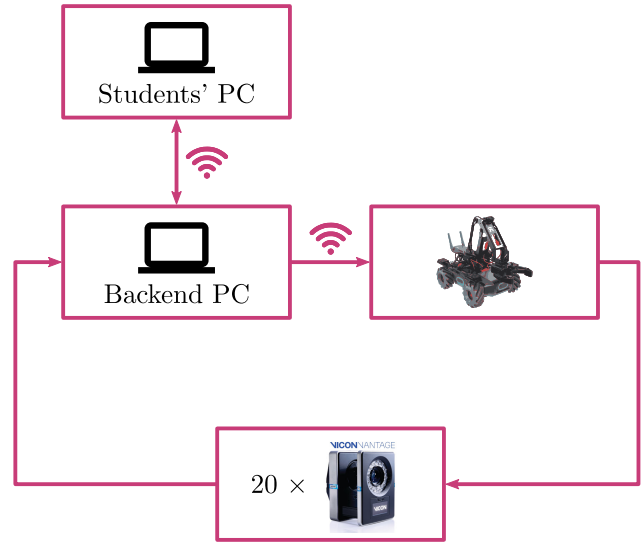 Students' PC
Backend PC
VICON VANTAGE
20 ×
VICON